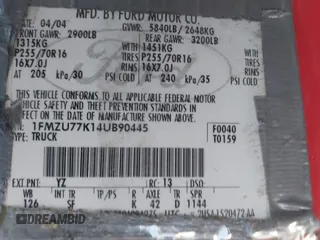 MFD. BY FORD MOTOR CO.
DATE: 04/04 GVWR: 5840LB/2648KG
FRONT GAWR: 2900LB REAR GAWR: 3200LB
1315KG WITH 1451KG WITH
P255/70R16 TIRES P255/70R16 TIRES
16X7.0J RIMS 16X7.0J RIMS
AT 205 kPa/30 PSI COLD AT 240 kPa/35 PSI COLD
THIS VEHICLE CONFORMS TO ALL APPLICABLE FEDERAL MOTOR
VEHICLE SAFETY AND THEFT PREVENTION STANDARDS IN
EFFECT ON THE DATE OF MANUFACTURE SHOWN ABOVE.
VIN: 1FMZU77K14UB90445 F0040
TYPE: TRUCK T0159
EXT PNT: YZ RC: 13 DSO:
WB INT TR TP/PS R AXLE TR SPR
126 SF K 42 D 1144
DREAMBID